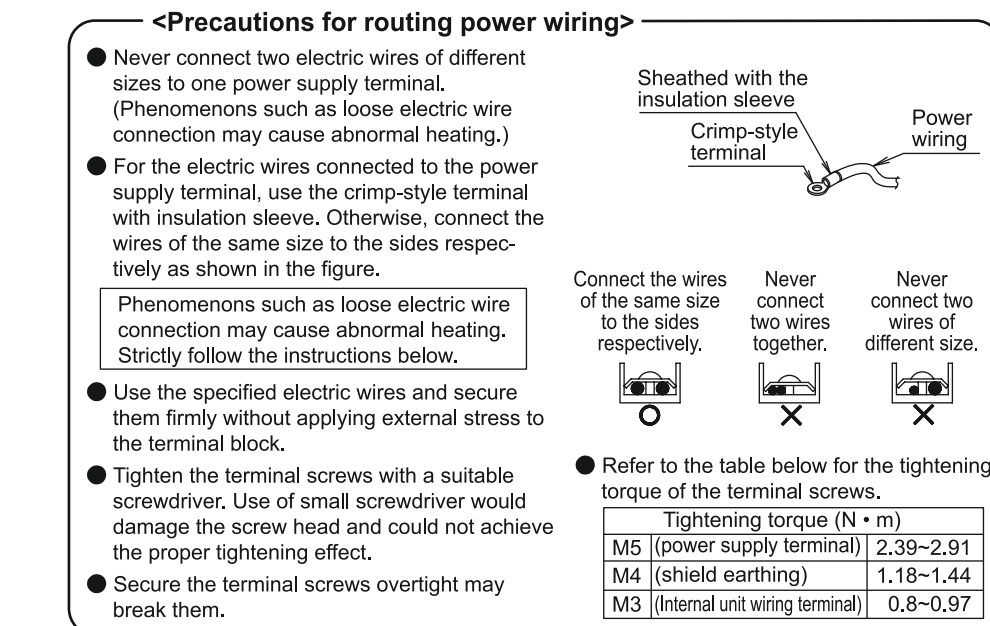 <Precautions for routing power wiring>
● Never connect two electric wires of different
sizes to one power supply terminal.
(Phenomenons such as loose electric wire
connection may cause abnormal heating.)
● For the electric wires connected to the power
supply terminal, use the crimp-style terminal
with insulation sleeve. Otherwise, connect the
wires of the same size to the sides respec-
tively as shown in the figure.
Phenomenons such as loose electric wire
connection may cause abnormal heating.
Strictly follow the instructions below.
● Use the specified electric wires and secure
them firmly without applying external stress to
the terminal block.
● Tighten the terminal screws with a suitable
screwdriver. Use of small screwdriver would
damage the screw head and could not achieve
the proper tightening effect.
● Secure the terminal screws overtight may
break them.
Sheathed with the
insulation sleeve
Crimp-style
terminal
Power
wiring
Connect the wires
of the same size
to the sides
respectively.
Never
connect
two wires
together.
Never
connect two
wires of
different size.
● Refer to the table below for the tightening
torque of the terminal screws.
Tightening torque (N • m)
M5 (power supply terminal) 2.39~2.91
M4 (shield earthing) 1.18~1.44
M3 (Internal unit wiring terminal) 0.8~0.97